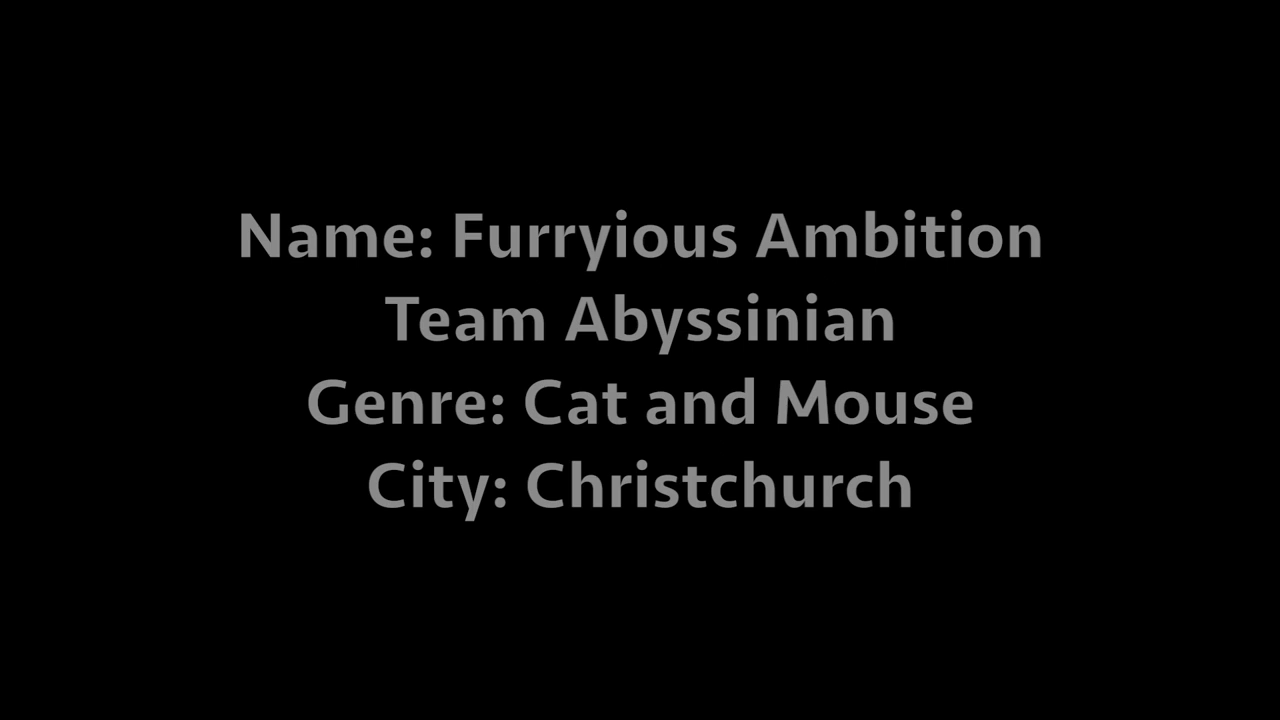 Name: Furryious Ambition
Team Abyssinian
Genre: Cat and Mouse
City: Christchurch